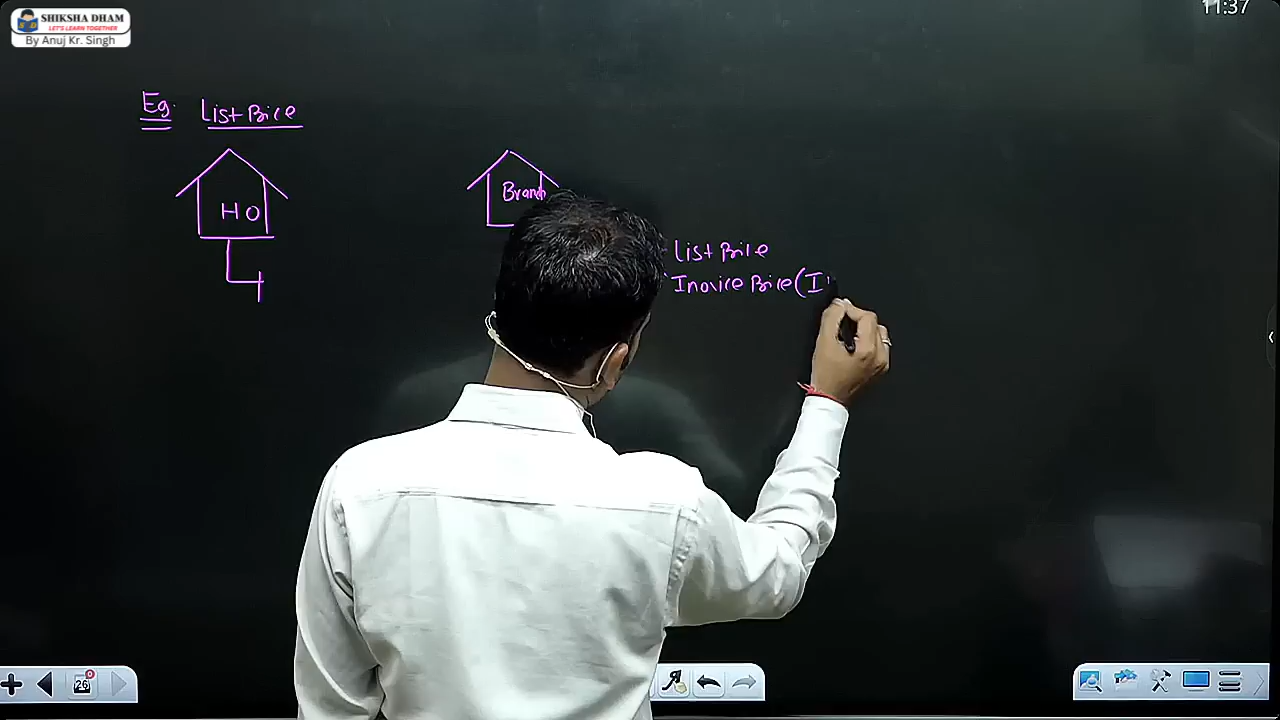 SHIKSHA DHAM
LET'S LEARN TOGETHER
By Anuj Kr. Singh
11:37
Eg. List Price
HO
Branch
List Price
Inovice Price (I
26